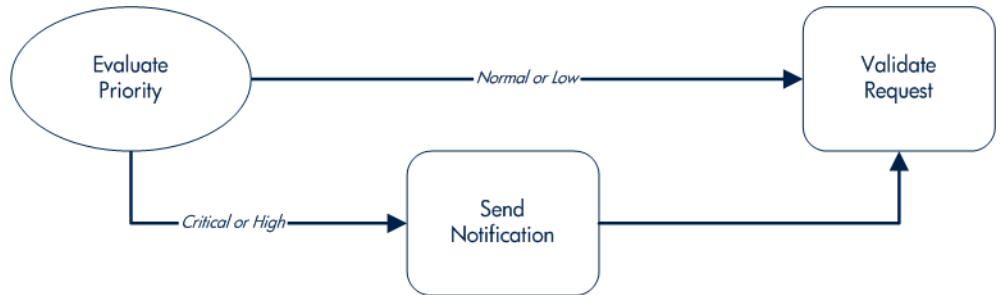 Evaluate
Priority
Normal or Low
Validate
Request
Critical or High
Send
Notification